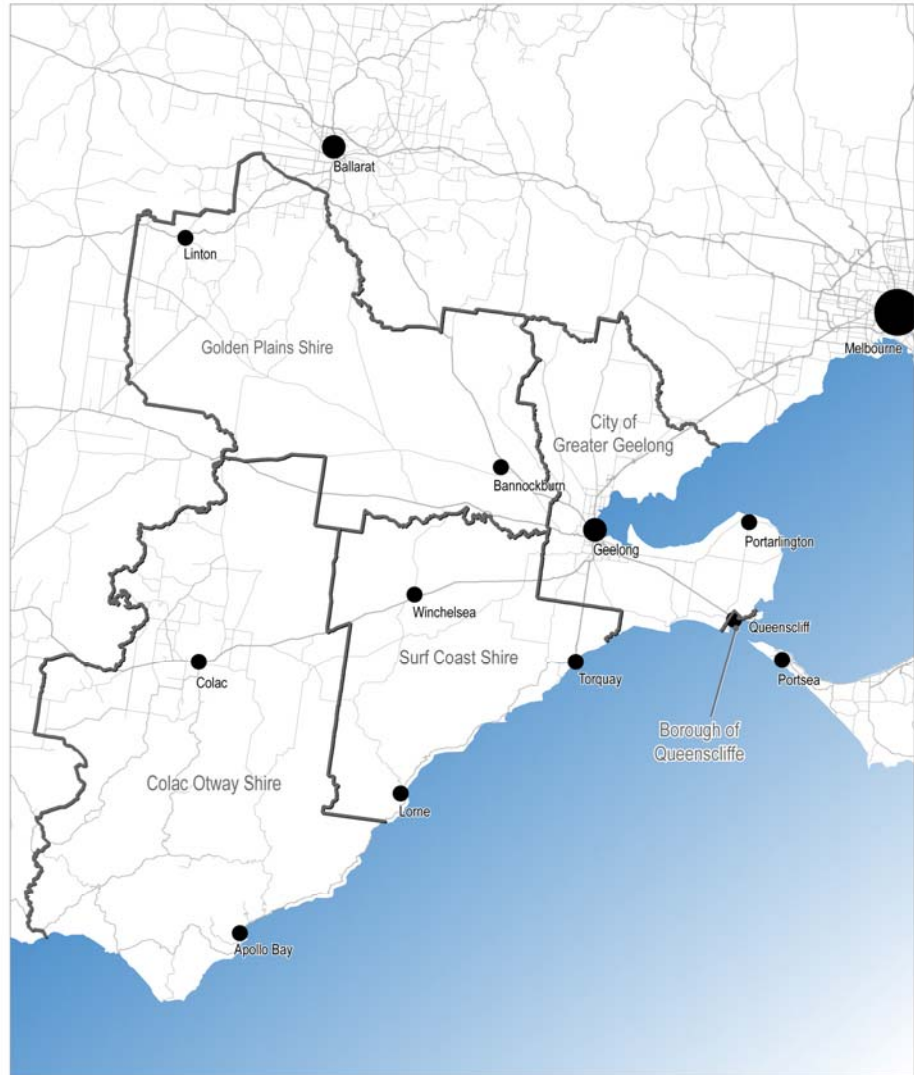 Ballarat
Linton
Golden Plains Shire
Melbourne
City of
Greater Geelong
Bannockburn
Geelong
Portarlington
Winchelsea
Queenscliff
Surf Coast Shire
Colac
Torquay
Portsea
Borough of
Queenscliffe
Colac Otway Shire
Lorne
Apollo Bay